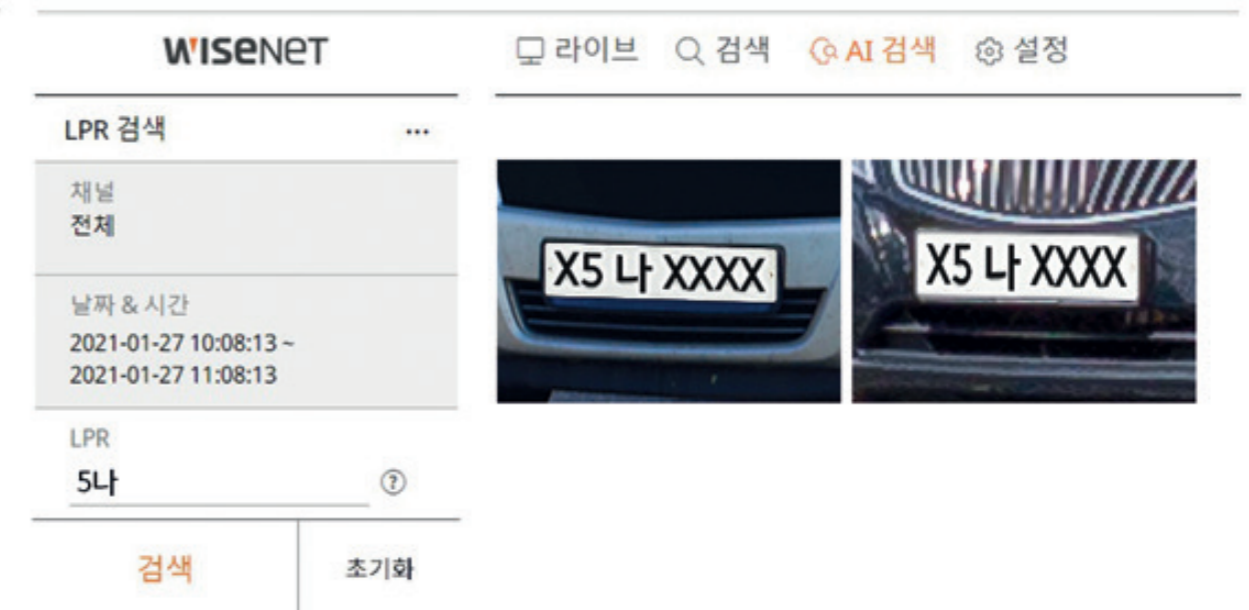 WISENET
라이브 검색 AI 검색 설정
LPR 검색 ...
채널
전체
날짜 & 시간
2021-01-27 10:08:13 ~
2021-01-27 11:08:13
LPR
5나 ?
검색 초기화
X5 나 XXXX
X5 나 XXXX